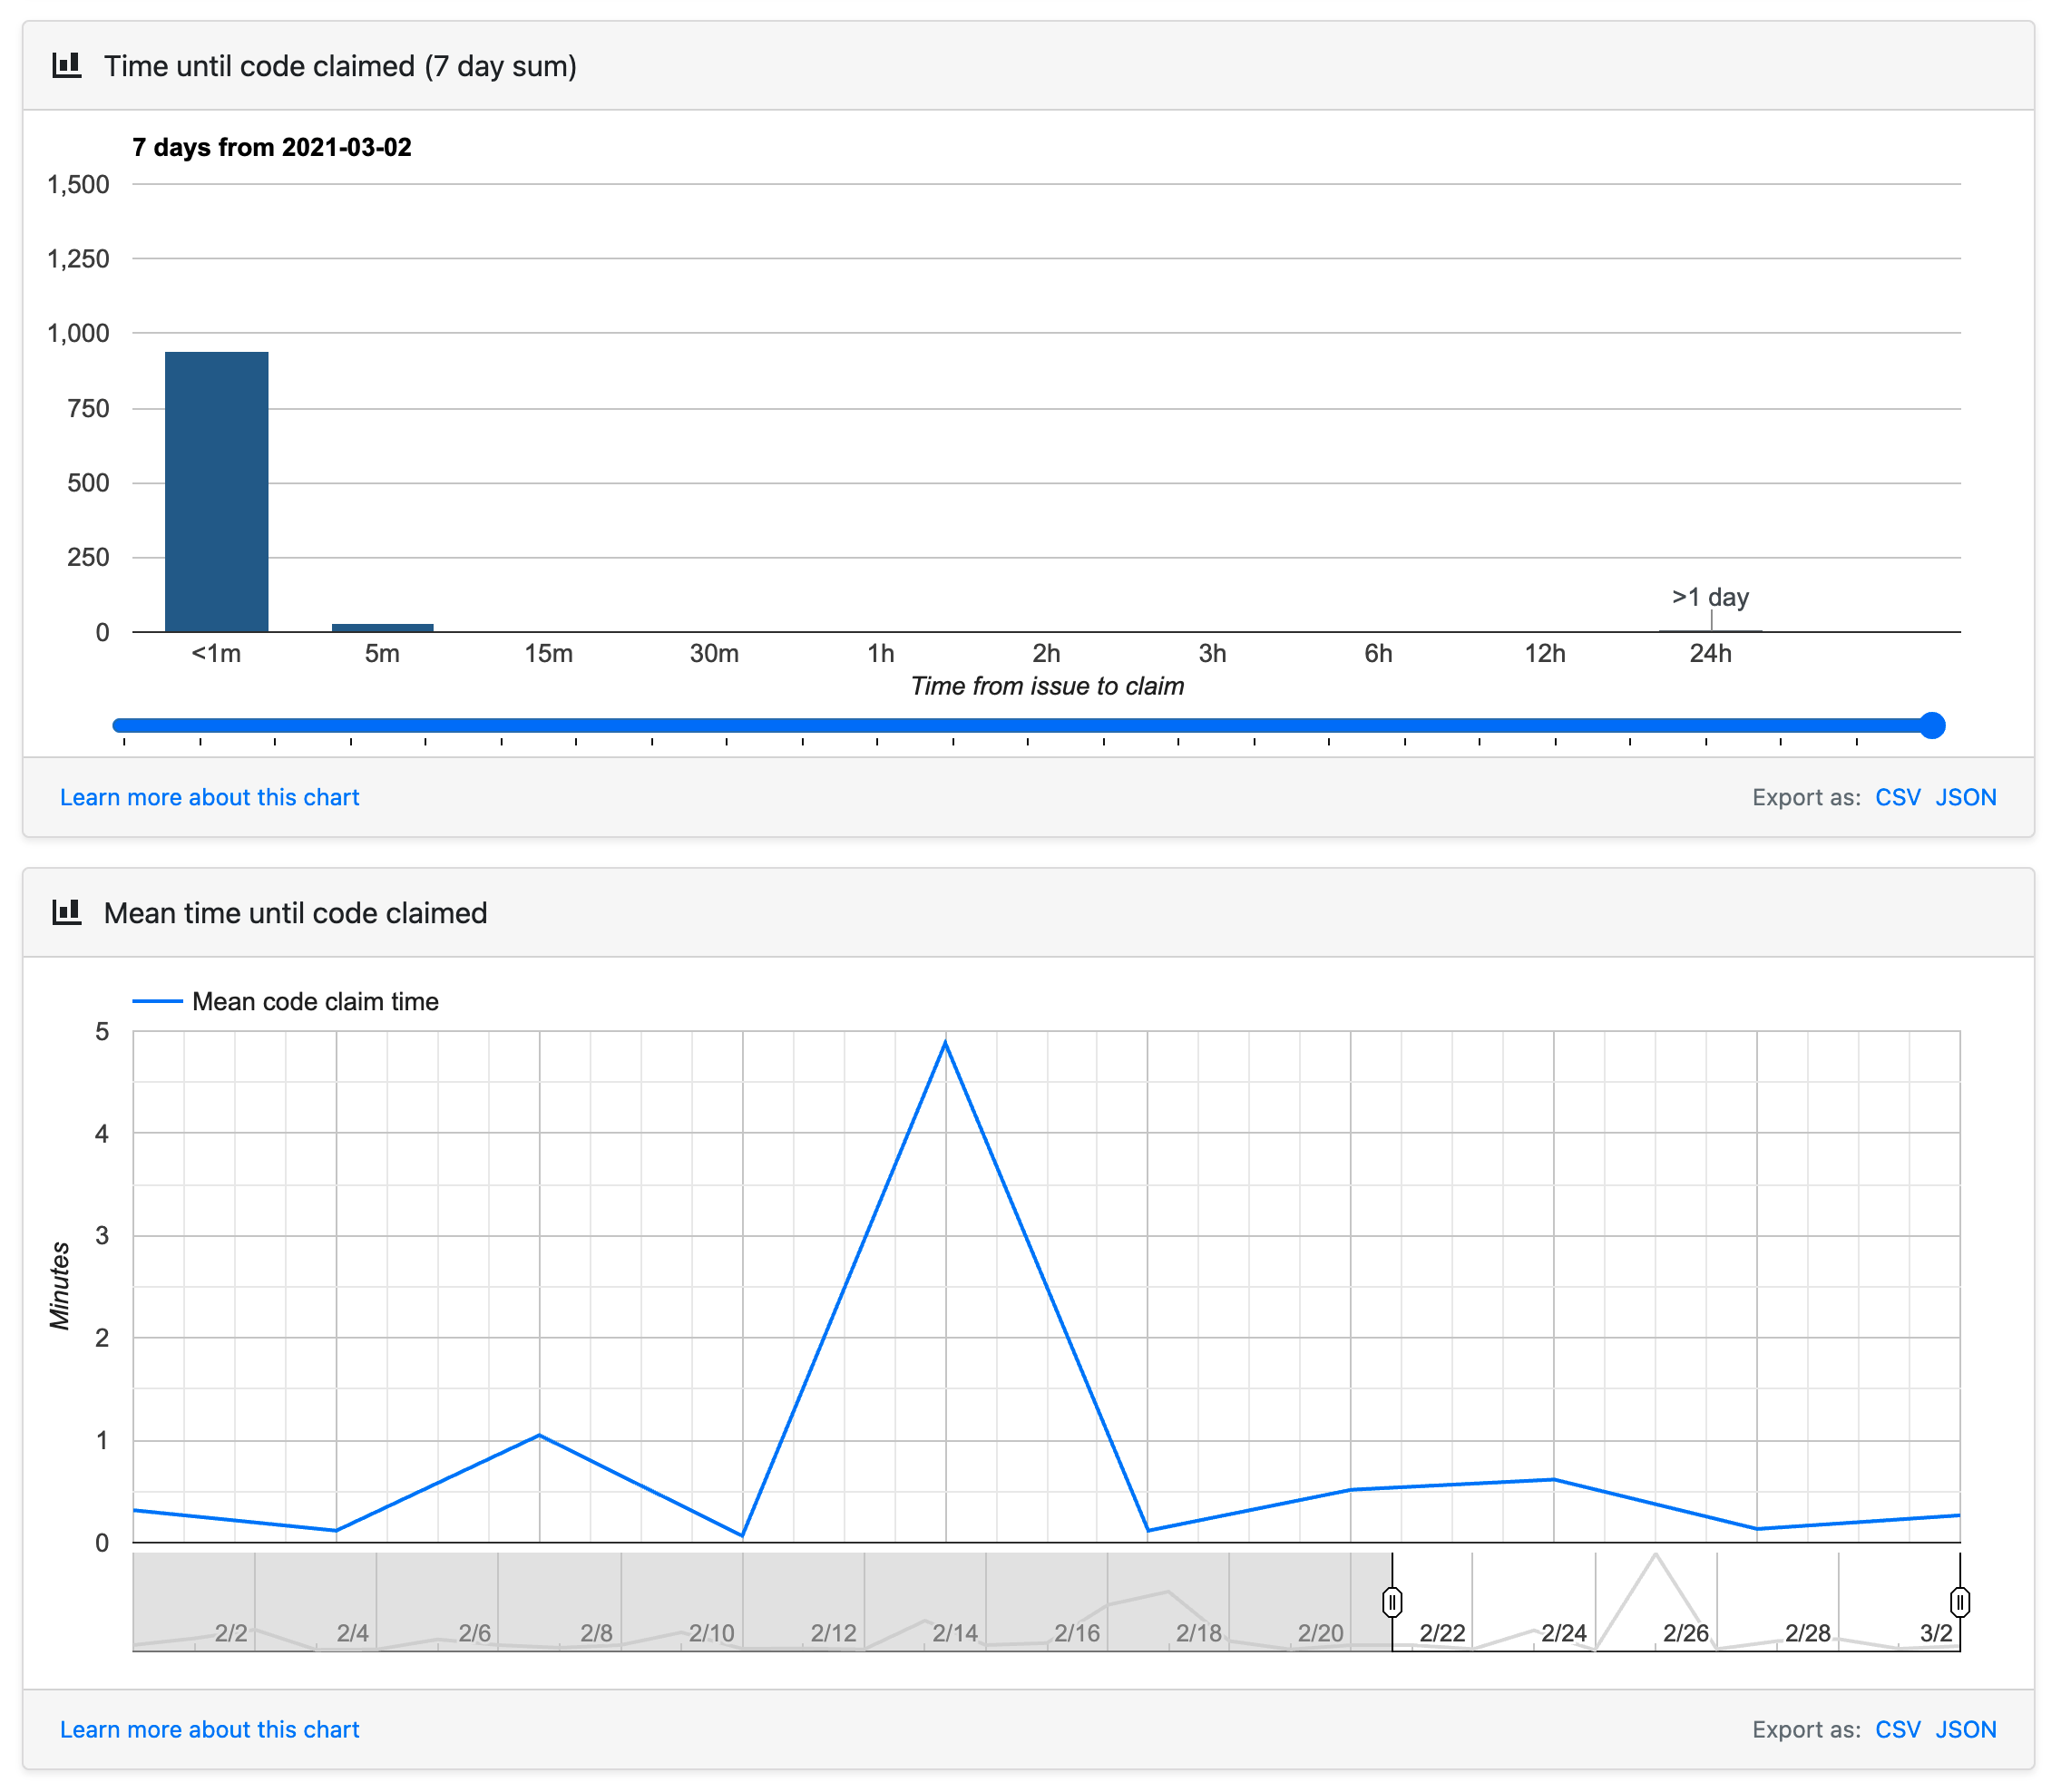 Time until code claimed (7 day sum)
7 days from 2021-03-02
1,500
1,250
1,000
750
500
250
0
>1 day
<1m 5m 15m 30m 1h 2h 3h 6h 12h 24h
Time from issue to claim
Learn more about this chart Export as: CSV JSON
Mean time until code claimed
Mean code claim time
5
4
3
2
1
0
Minutes
2/2 2/4 2/6 2/8 2/10 2/12 2/14 2/16 2/18 2/20 2/22 2/24 2/26 2/28 3/2
Learn more about this chart Export as: CSV JSON